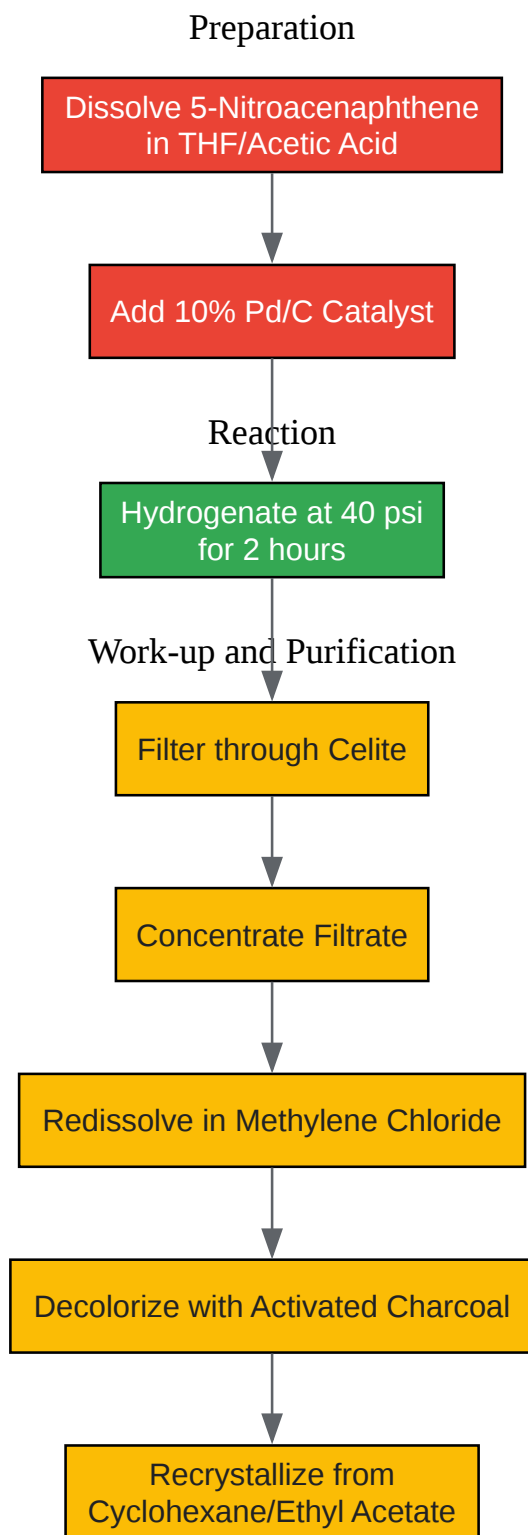 Preparation
Dissolve 5-Nitroacenaphthene
in THF/Acetic Acid
Add 10% Pd/C Catalyst
Reaction
Hydrogenate at 40 psi
for 2 hours
Work-up and Purification
Filter through Celite
Concentrate Filtrate
Redissolve in Methylene Chloride
Decolorize with Activated Charcoal
Recrystallize from
Cyclohexane/Ethyl Acetate